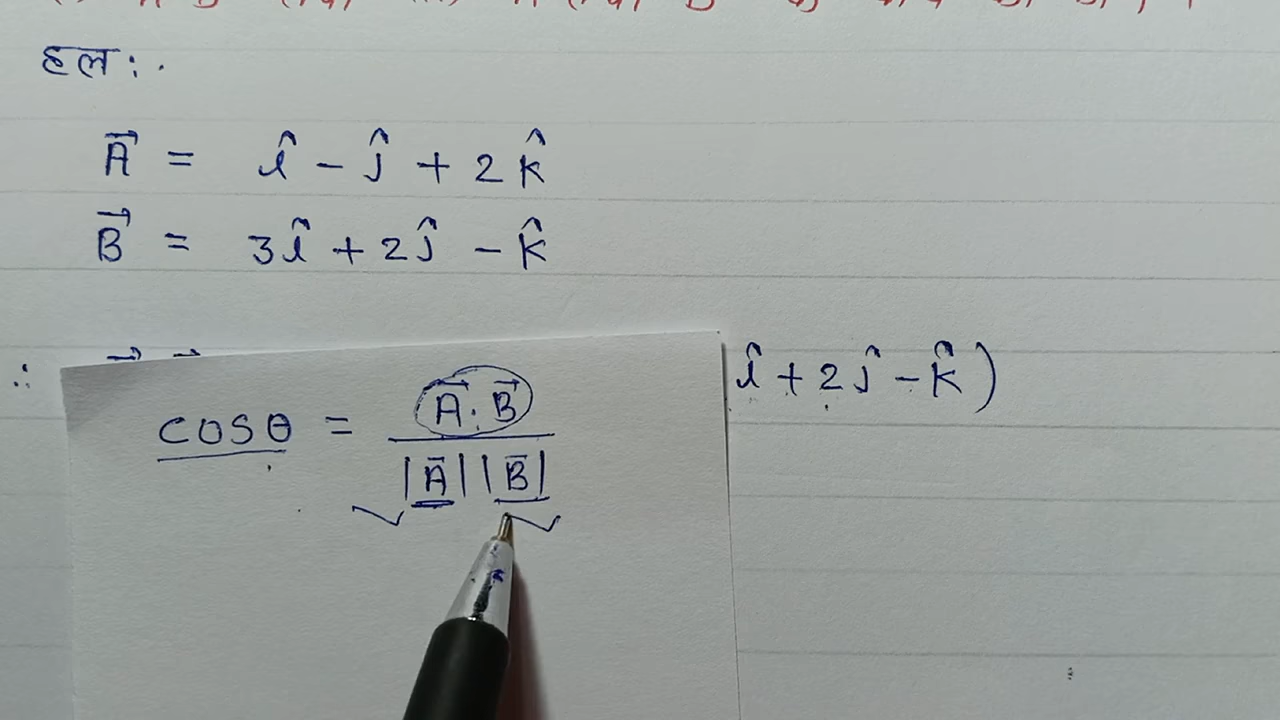 हल :.
A⃗ = î - ĵ + 2k̂
B⃗ = 3î + 2ĵ - k̂
∴ î + 2ĵ - k̂ )
cosθ = A⃗ . B⃗
|A̅| |B̅|